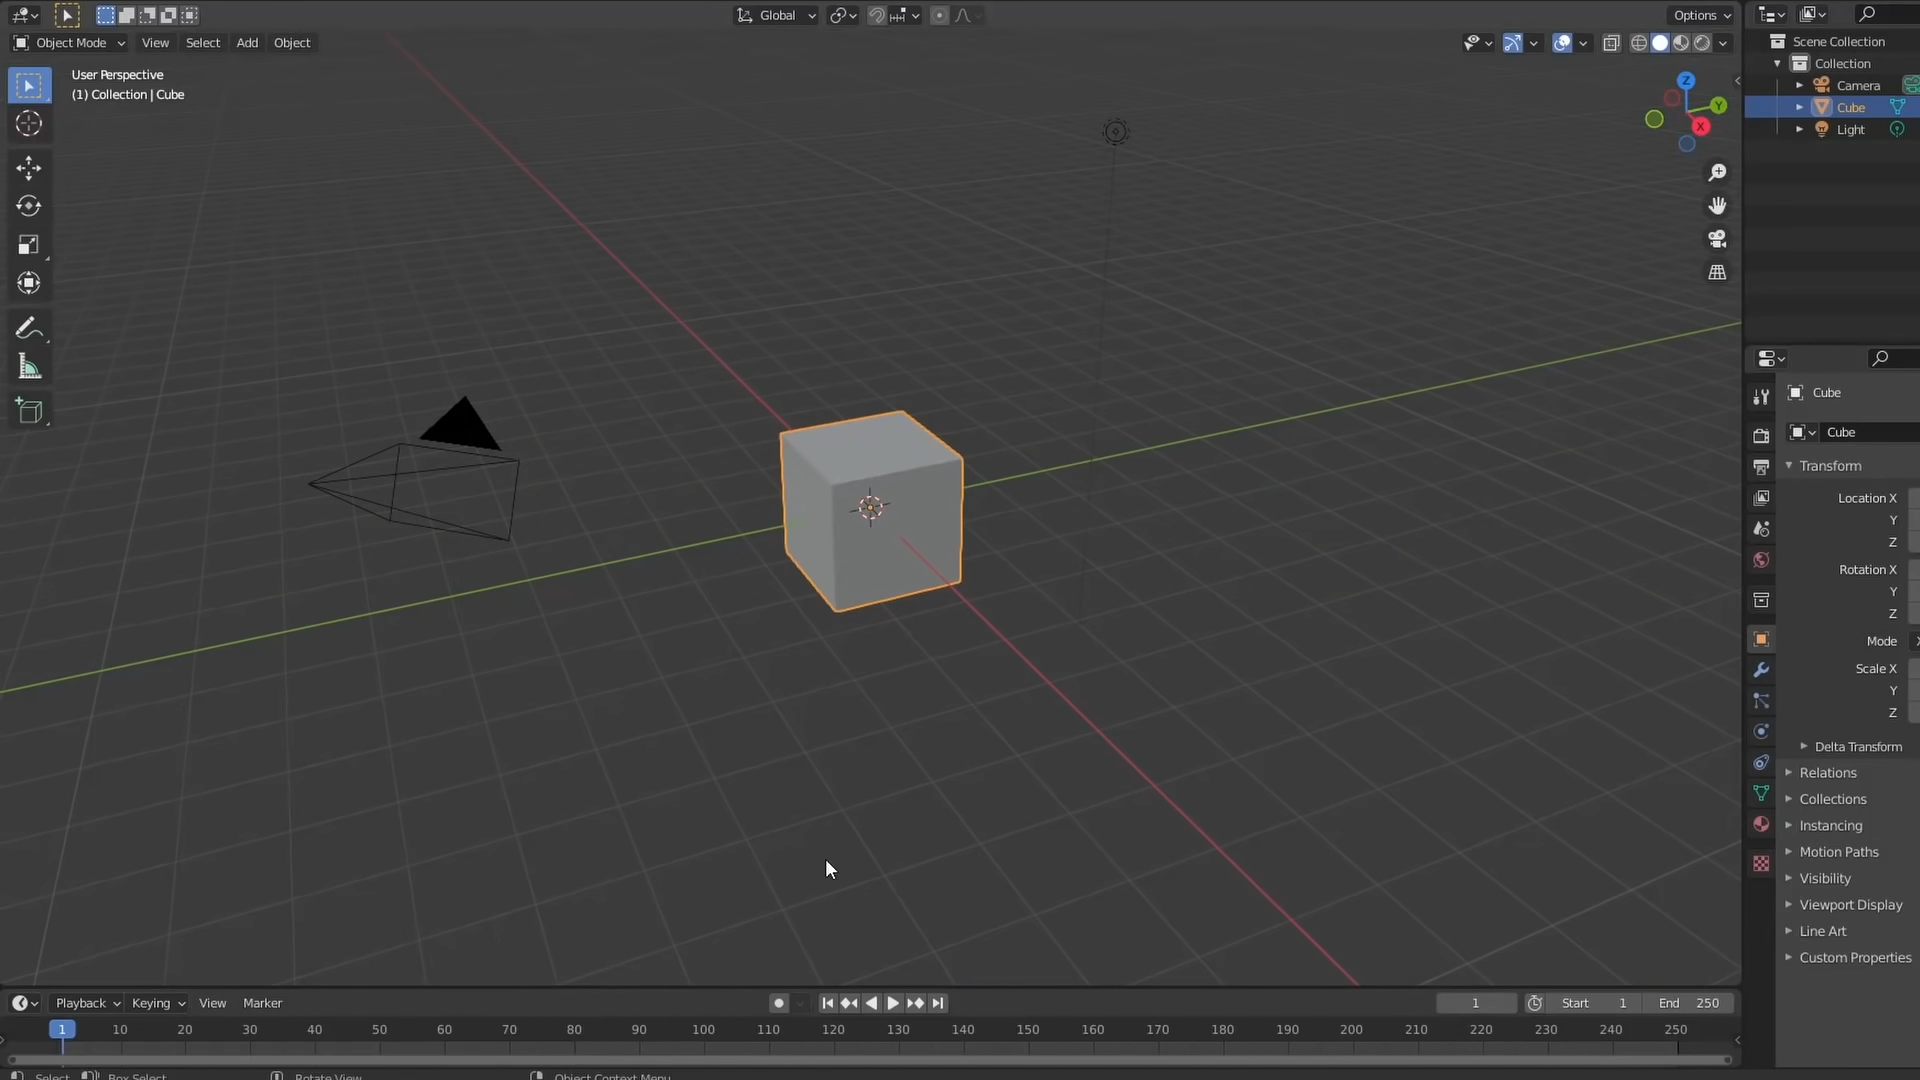 Global
Options
Object Mode View Select Add Object
User Perspective
(1) Collection | Cube
Z
Y
X
Scene Collection
Collection
Camera
Cube
Light
Cube
Cube
Transform
Location X
Y
Z
Rotation X
Y
Z
Mode X
Scale X
Y
Z
Delta Transform
Relations
Collections
Instancing
Motion Paths
Visibility
Viewport Display
Line Art
Custom Properties
Playback Keying View Marker
1 Start 1 End 250
1 10 20 30 40 50 60 70 80 90 100 110 120 130 140 150 160 170 180 190 200 210 220 230 240 250
Select Box Select Rotate View Object Context Menu